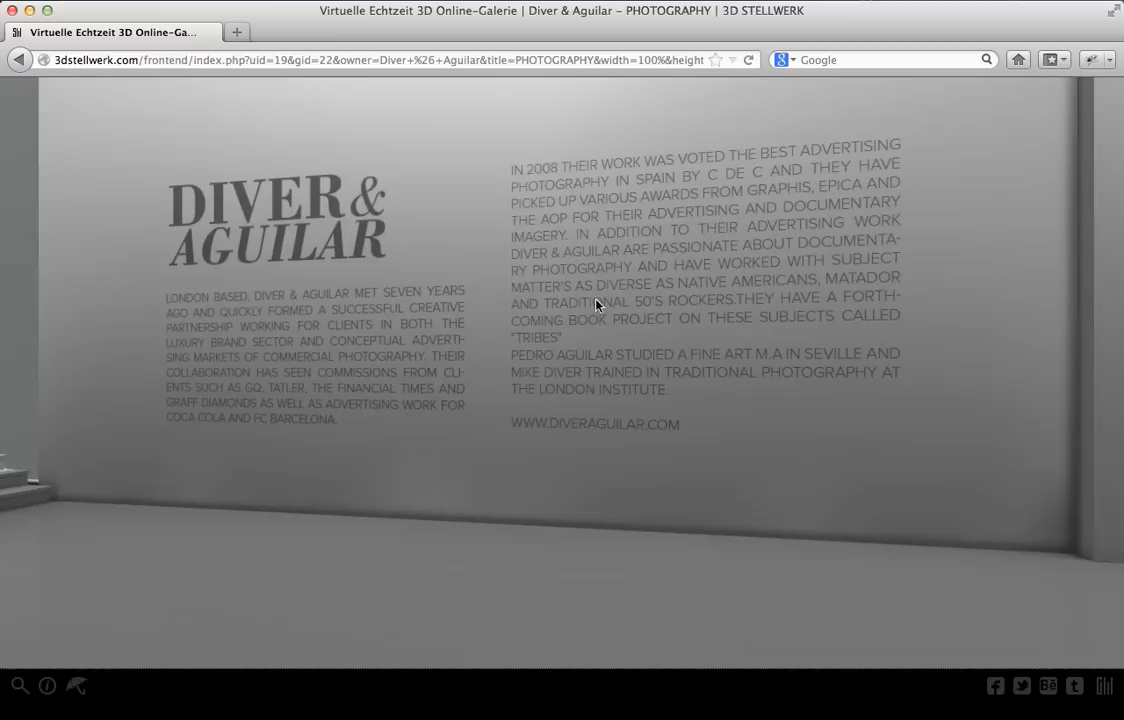 Virtuelle Echtzeit 3D Online-Galerie | Diver & Aguilar – PHOTOGRAPHY | 3D STELLWERK
Virtuelle Echtzeit 3D Online-Ga...
3dstellwerk.com/frontend/index.php?uid=19&gid=22&owner=Diver+%26+Aguilar&title=PHOTOGRAPHY&width=100%&height
Google
DIVER &
AGUILAR
LONDON BASED, DIVER & AGUILAR MET SEVEN YEARS
AGO AND QUICKLY FORMED A SUCCESSFUL CREATIVE
PARTNERSHIP WORKING FOR CLIENTS IN BOTH THE
LUXURY BRAND SECTOR AND CONCEPTUAL ADVERTI-
SING MARKETS OF COMMERCIAL PHOTOGRAPHY. THEIR
COLLABORATION HAS SEEN COMMISSIONS FROM CLI-
ENTS SUCH AS GQ, TATLER, THE FINANCIAL TIMES AND
GRAFF DIAMONDS AS WELL AS ADVERTISING WORK FOR
COCA COLA AND FC BARCELONA.
IN 2008 THEIR WORK WAS VOTED THE BEST ADVERTISING
PHOTOGRAPHY IN SPAIN BY C DE C AND THEY HAVE
PICKED UP VARIOUS AWARDS FROM GRAPHIS, EPICA AND
THE AOP FOR THEIR ADVERTISING AND DOCUMENTARY
IMAGERY. IN ADDITION TO THEIR ADVERTISING WORK
DIVER & AGUILAR ARE PASSIONATE ABOUT DOCUMENTA-
RY PHOTOGRAPHY AND HAVE WORKED WITH SUBJECT
MATTER'S AS DIVERSE AS NATIVE AMERICANS, MATADOR
AND TRADITIONAL 50'S ROCKERS.THEY HAVE A FORTH-
COMING BOOK PROJECT ON THESE SUBJECTS CALLED
"TRIBES"
PEDRO AGUILAR STUDIED A FINE ART M.A IN SEVILLE AND
MIKE DIVER TRAINED IN TRADITIONAL PHOTOGRAPHY AT
THE LONDON INSTITUTE.
WWW.DIVERAGUILAR.COM